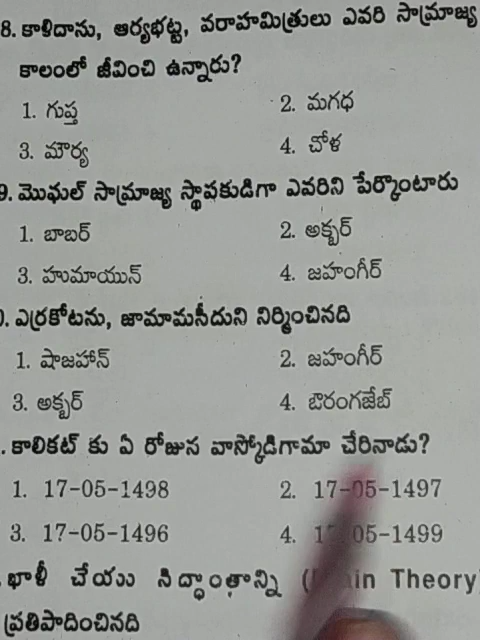 8. కాళిదాసు, ఆర్యభట్ట, వరాహమిత్రులు ఎవరి సామ్రాజ్య
కాలంలో జీవించి ఉన్నారు?
1. గుప్త 2. మగధ
3. మౌర్య 4. చోళ
9. మొఘల్ సామ్రాజ్య స్థాపకుడిగా ఎవరిని పేర్కొంటారు
1. బాబర్ 2. అక్బర్
3. హుమాయున్ 4. జహంగీర్
0. ఎర్రకోటను, జామామసీదుని నిర్మించినది
1. షాజహాన్ 2. జహంగీర్
3. అక్బర్ 4. ఔరంగజేబ్
. కాలికట్ కు ఏ రోజున వాస్కోడిగామా చేరినాడు?
1. 17-05-1498 2. 17-05-1497
3. 17-05-1496 4. 05-1499
ఖాళీ చేయు సిద్ధాంతాన్ని Theory
ప్రతిపాదించినది